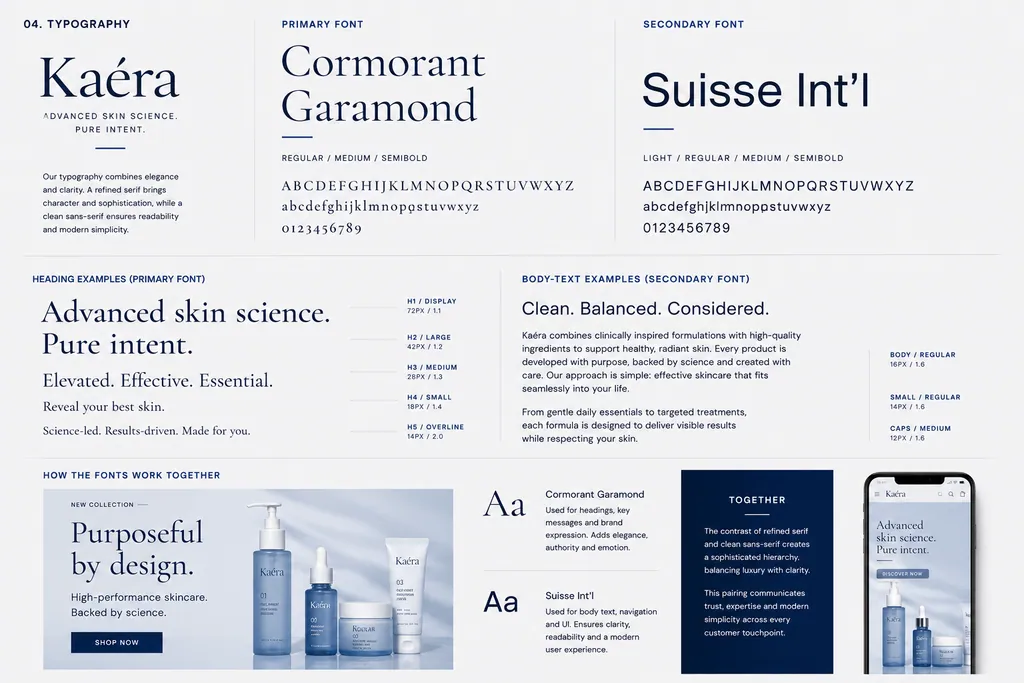 04. TYPOGRAPHY
Kaéra
ADVANCED SKIN SCIENCE.
PURE INTENT.
Our typography combines elegance
and clarity. A refined serif brings
character and sophistication, while a
clean sans-serif ensures readability
and modern simplicity.
PRIMARY FONT
Cormorant
Garamond
REGULAR / MEDIUM / SEMIBOLD
ABCDEFGHIJKLMNOPQRSTUVWXYZ
abcdefghijklmnopqrstuvwxyz
0123456789
SECONDARY FONT
Suisse Int'l
LIGHT / REGULAR / MEDIUM / SEMIBOLD
ABCDEFGHIJKLMNOPQRSTUVWXYZ
abcdefghjklmnoppstuvwxyz
0123456789
HEADING EXAMPLES (PRIMARY FONT)
Advanced skin science.
Pure intent.
Elevated. Effective. Essential.
Reveal your best skin.
Science-led. Results-driven. Made for you.
H1 / DISPLAY
72PX / 1.1
H2 / LARGE
42PX / 1.2
H3 / MEDIUM
28PX / 1.3
H4 / SMALL
18PX / 1.4
H5 / OVERLINE
14PX / 2.0
BODY-TEXT EXAMPLES (SECONDARY FONT)
Clean. Balanced. Considered.
Kaéra combines clinically inspired formulations with high-quality
ingredients to support healthy, radiant skin. Every product is
developed with purpose, backed by science and created with
care. Our approach is simple: effective skincare that fits
seamlessly into your life.
From gentle daily essentials to targeted treatments,
each formula is designed to deliver visible results
while respecting your skin.
BODY / REGULAR
16PX / 1.6
SMALL / REGULAR
14PX / 1.6
CAPS / MEDIUM
12PX / 1.6
HOW THE FONTS WORK TOGETHER
NEW COLLECTION
Purposeful
by design.
High-performance skincare.
Backed by science.
SHOP NOW
Kaéra
01
Kaéra
Kaéra
03
Aa
Cormorant Garamond
Used for headings, key
messages and brand
expression. Adds elegance,
authority and emotion.
Aa
Suisse Int'l
Used for body text, navigation
and UI. Ensures clarity,
readability and a modern
user experience.
TOGETHER
The contrast of refined serif
and clean sans-serif creates
a sophisticated hierarchy,
balancing luxury with clarity.
This pairing communicates
trust, expertise and modern
simplicity across every
customer touchpoint.
Kaéra
Advanced
skin science.
Pure intent.
DISCOVER NOW